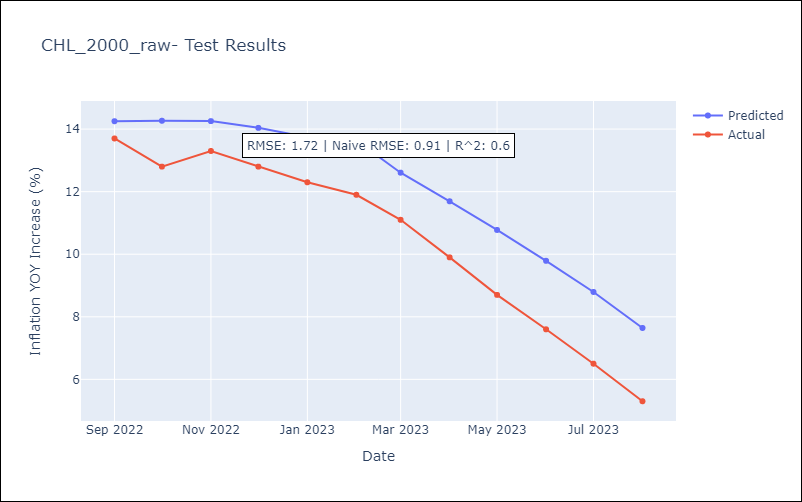 CHL_2000_raw- Test Results
Predicted
Actual
RMSE: 1.72 | Naive RMSE: 0.91 | R^2: 0.6
Inflation YOY Increase (%)
14
12
10
8
6
Sep 2022 Nov 2022 Jan 2023 Mar 2023 May 2023 Jul 2023
Date